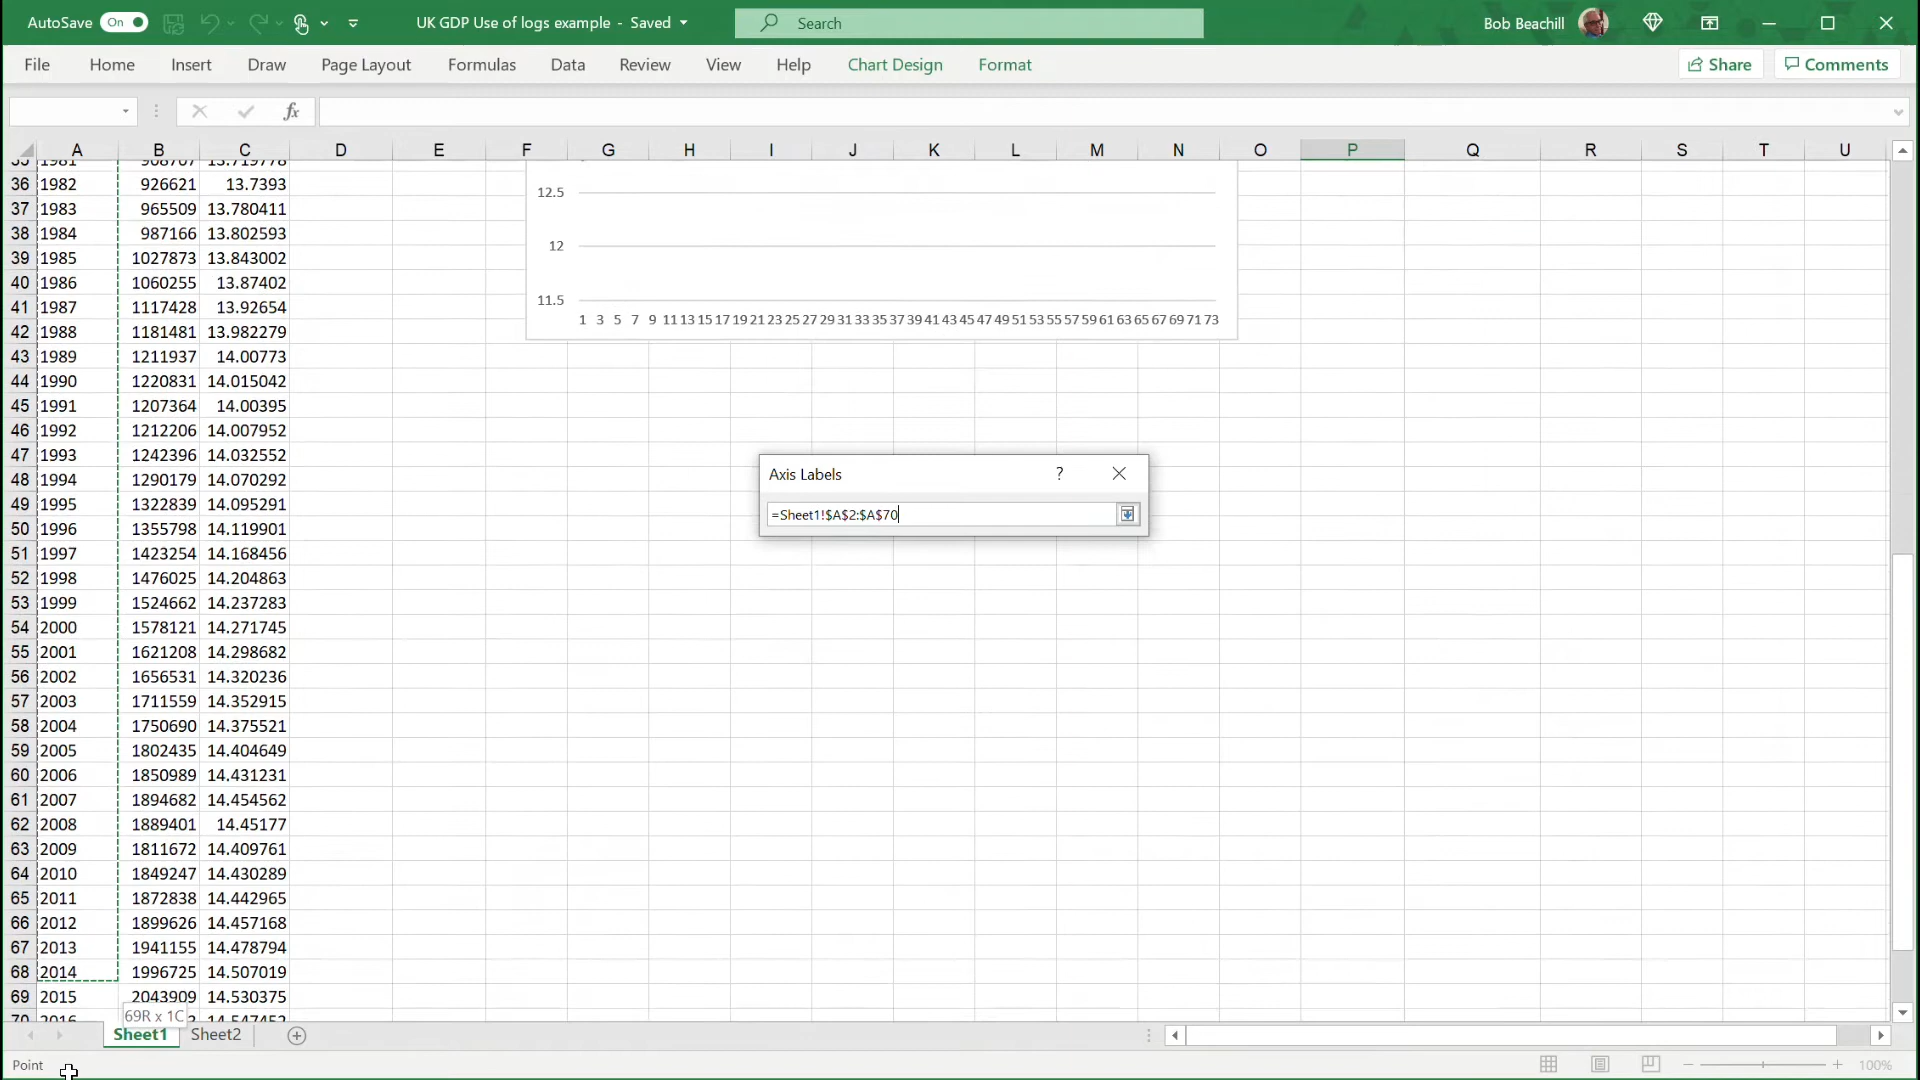 AutoSave On UK GDP Use of logs example - Saved Search Bob Beachill
File Home Insert Draw Page Layout Formulas Data Review View Help Chart Design Format Share Comments
fx
A B C D E F G H I J K L M N O P Q R S T U
35 1981 908707 13.719778
36 1982 926621 13.7393
37 1983 965509 13.780411
38 1984 987166 13.802593
39 1985 1027873 13.843002
40 1986 1060255 13.87402
41 1987 1117428 13.92654
42 1988 1181481 13.982279
43 1989 1211937 14.00773
44 1990 1220831 14.015042
45 1991 1207364 14.00395
46 1992 1212206 14.007952
47 1993 1242396 14.032552
48 1994 1290179 14.070292
49 1995 1322839 14.095291
50 1996 1355798 14.119901
51 1997 1423254 14.168456
52 1998 1476025 14.204863
53 1999 1524662 14.237283
54 2000 1578121 14.271745
55 2001 1621208 14.298682
56 2002 1656531 14.320236
57 2003 1711559 14.352915
58 2004 1750690 14.375521
59 2005 1802435 14.404649
60 2006 1850989 14.431231
61 2007 1894682 14.454562
62 2008 1889401 14.45177
63 2009 1811672 14.409761
64 2010 1849247 14.430289
65 2011 1872838 14.442965
66 2012 1899626 14.457168
67 2013 1941155 14.478794
68 2014 1996725 14.507019
69 2015 2043909 14.530375
70 2016 14.547452
12.5
12
11.5
1 3 5 7 9 11 13 15 17 19 21 23 25 27 29 31 33 35 37 39 41 43 45 47 49 51 53 55 57 59 61 63 65 67 69 71 73
Axis Labels ?
=Sheet1!$A$2:$A$70
69R x 1C
Sheet1 Sheet2
Point 100%